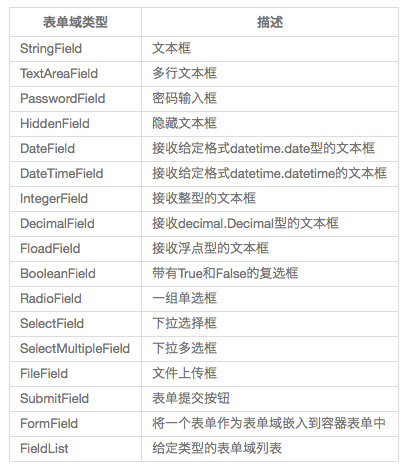 表单域类型 描述
StringField 文本框
TextAreaField 多行文本框
PasswordField 密码输入框
HiddenField 隐藏文本框
DateField 接收给定格式datetime.date型的文本框
DateTimeField 接收给定格式datetime.datetime的文本框
IntegerField 接收整型的文本框
DecimalField 接收decimal.Decimal型的文本框
FloadField 接收浮点型的文本框
BooleanField 带有True和False的复选框
RadioField 一组单选框
SelectField 下拉选择框
SelectMultipleField 下拉多选框
FileField 文件上传框
SubmitField 表单提交按钮
FormField 将一个表单作为表单域嵌入到容器表单中
FieldList 给定类型的表单域列表